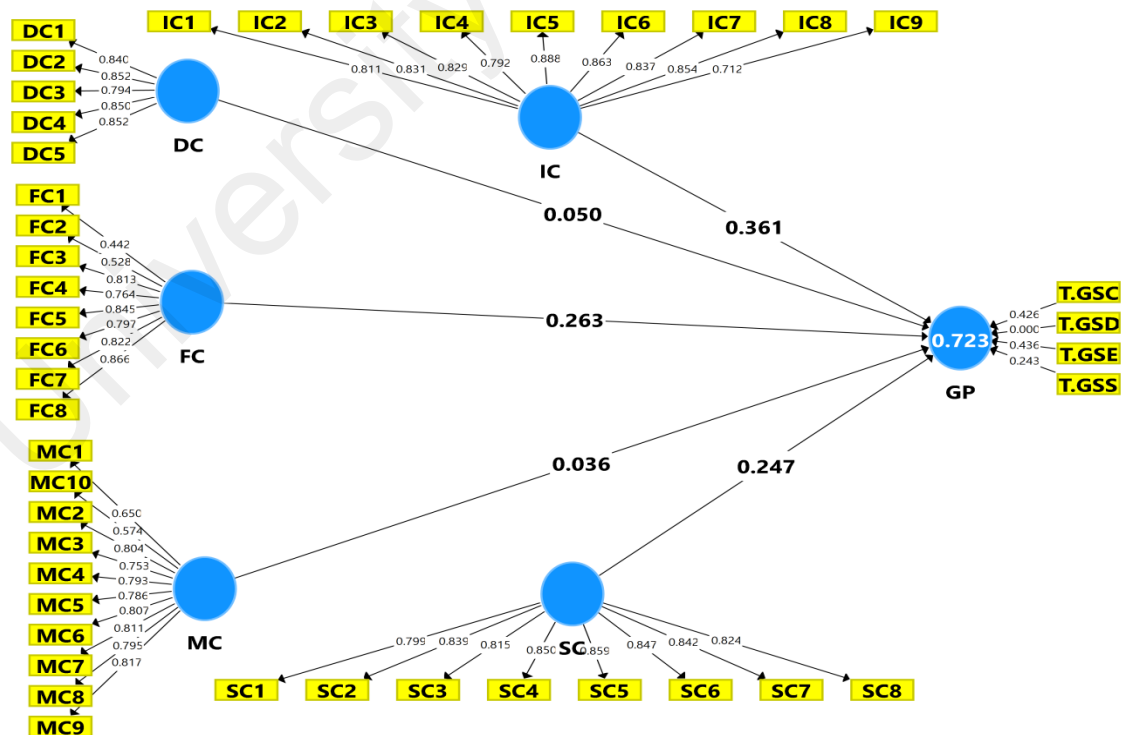 DC1
DC2
DC3
DC4
DC5
0.840
0.852
0.794
0.850
0.852
DC
IC1
IC2
IC3
IC4
IC5
IC6
IC7
IC8
IC9
0.811
0.831
0.829
0.792
0.888
0.863
0.837
0.854
0.712
IC
University
FC1
FC2
FC3
FC4
FC5
FC6
FC7
FC8
0.442
0.528
0.813
0.764
0.845
0.797
0.822
0.866
FC
0.050
0.361
0.263
0.036
0.247
0.723
GP
T.GSC
T.GSD
T.GSE
T.GSS
0.426
0.000
0.436
0.243
MC1
MC10
MC2
MC3
MC4
MC5
MC6
MC7
MC8
MC9
0.650
0.574
0.804
0.753
0.793
0.786
0.807
0.811
0.795
0.817
MC
SC
0.799
0.839
0.815
0.850
0.859
0.847
0.842
0.824
SC1
SC2
SC3
SC4
SC5
SC6
SC7
SC8